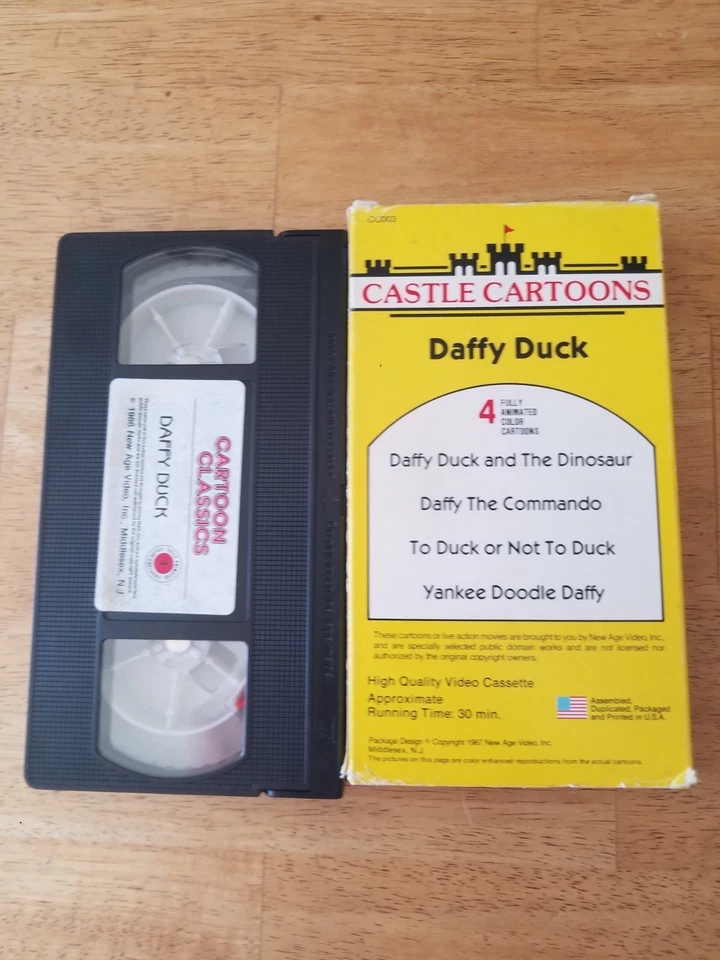 CARTOON
CLASSICS
DAFFY DUCK
© 1986 New Age Video, Inc., Middlesex, N.J.
CASTLE CARTOONS
Daffy Duck
4 FULLY
ANIMATED
COLOR
CARTOONS
Daffy Duck and The Dinosaur
Daffy The Commando
To Duck or Not To Duck
Yankee Doodle Daffy
These cartoons or live action movies are brought to you by New Age Video, Inc.,
and are specially selected public domain works and are not licensed nor
authorized by the original copyright owners.
High Quality Video Cassette
Approximate
Running Time: 30 min.
Assembled,
Duplicated, Packaged
and Printed in U.S.A.
Package Design © Copyright 1987 New Age Video, Inc.
Middlesex, N.J.
The pictures on this page are color enhanced reproductions from the actual cartoons.